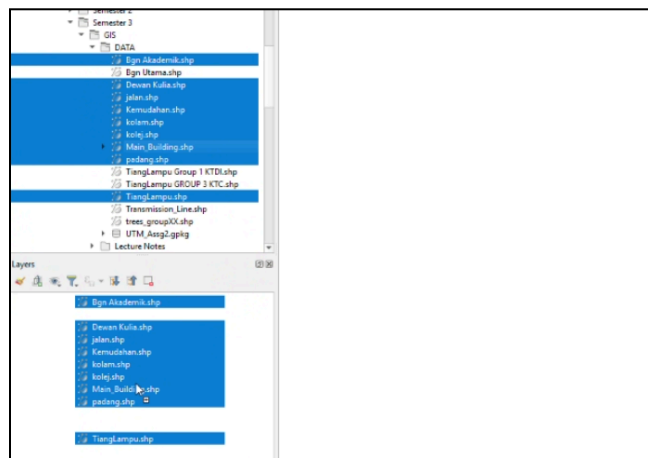 Semester 2
Semester 3
GIS
DATA
Bgn Akademik.shp
Bgn Utama.shp
Dewan Kulia.shp
jalan.shp
Kemudahan.shp
kolam.shp
kolej.shp
Main_Building.shp
padang.shp
TiangLampu Group 1 KTDI.shp
TiangLampu GROUP 3 KTC.shp
TiangLampu.shp
Transmission_Line.shp
trees_groupXX.shp
UTM_Assg2.gpkg
Lecture Notes
Layers
Bgn Akademik.shp
Dewan Kulia.shp
jalan.shp
Kemudahan.shp
kolam.shp
kolej.shp
Main_Building.shp
padang.shp
TiangLampu.shp